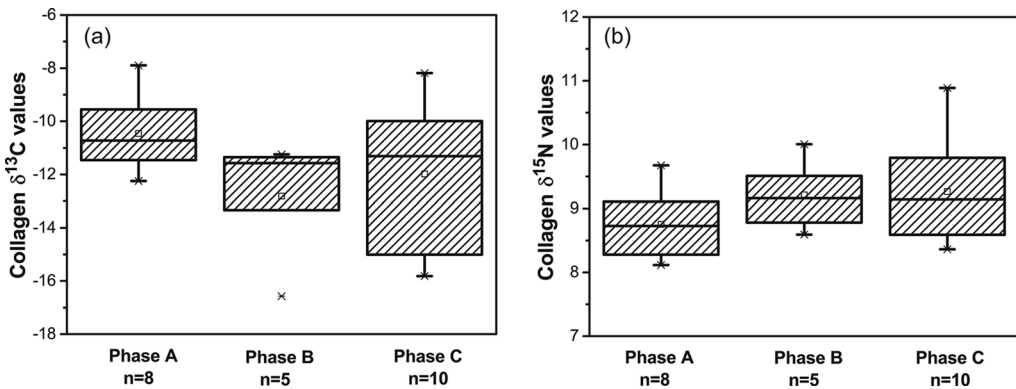 (a)
Collagen δ¹³C values
-6
-8
-10
-12
-14
-16
-18
Phase A
n=8
Phase B
n=5
Phase C
n=10
(b)
Collagen δ¹⁵N values
12
11
10
9
8
7
Phase A
n=8
Phase B
n=5
Phase C
n=10